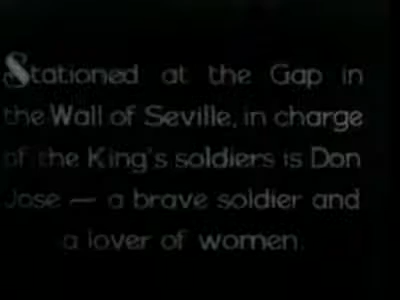 Stationed at the Gap in
the Wall of Seville, in charge
of the King's soldiers is Don
Jose — a brave soldier and
a lover of women.